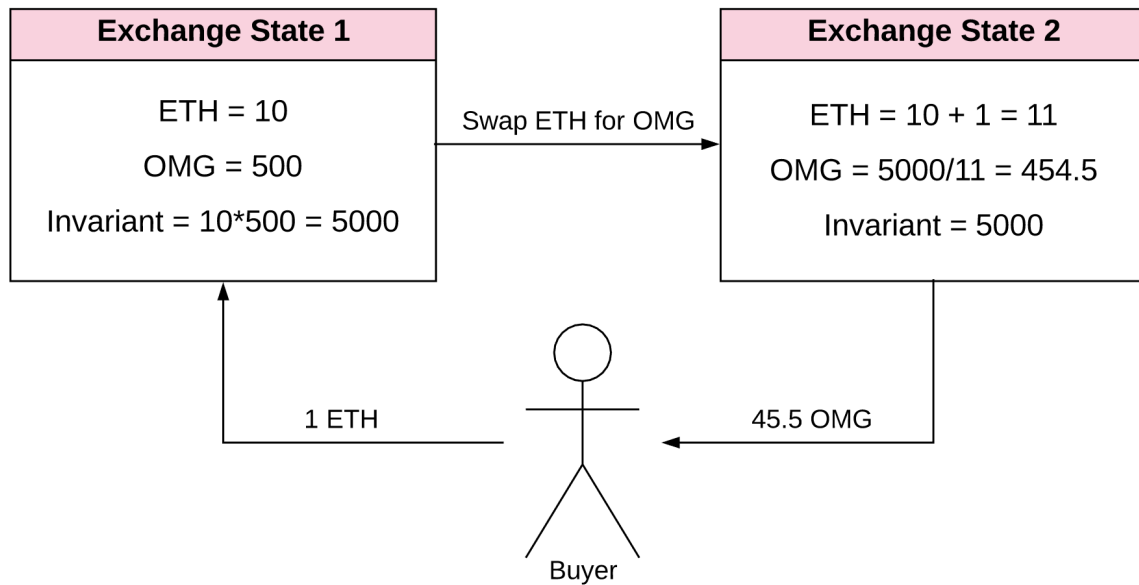 Exchange State 1
ETH = 10
OMG = 500
Invariant = 10*500 = 5000
Swap ETH for OMG
Exchange State 2
ETH = 10 + 1 = 11
OMG = 5000/11 = 454.5
Invariant = 5000
1 ETH
45.5 OMG
Buyer